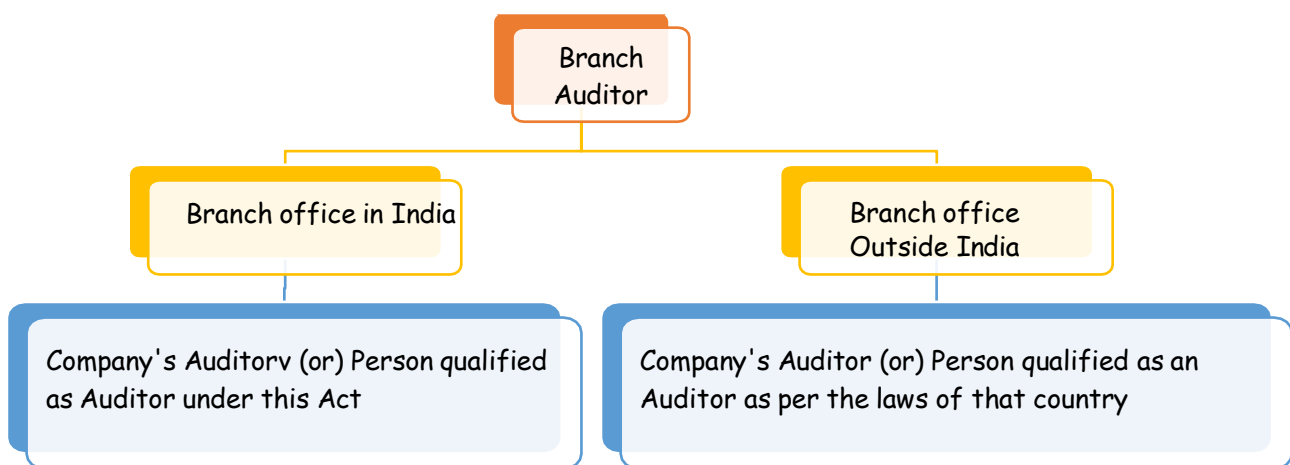 Branch
Auditor
Branch office in India
Branch office
Outside India
Company's Auditorv (or) Person qualified
as Auditor under this Act
Company's Auditor (or) Person qualified as an
Auditor as per the laws of that country